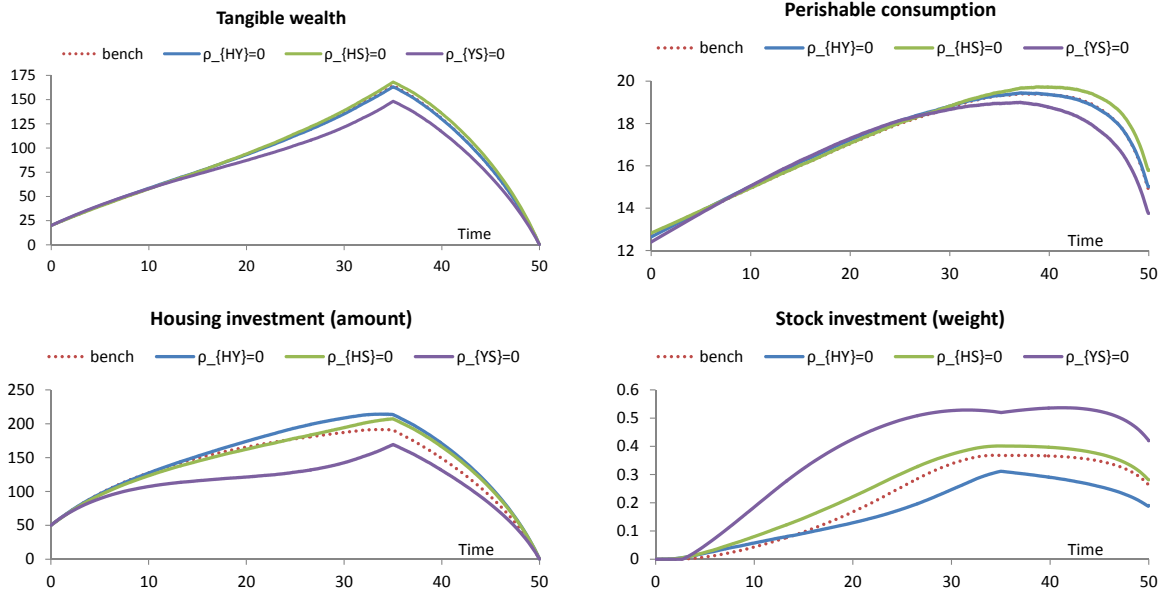 Tangible wealth
bench ρ_{HY}=0 ρ_{HS}=0 ρ_{YS}=0
175
150
125
100
75
50
25
0
Time
0 10 20 30 40 50
Perishable consumption
bench ρ_{HY}=0 ρ_{HS}=0 ρ_{YS}=0
20
18
16
14
12
Time
0 10 20 30 40 50
Housing investment (amount)
bench ρ_{HY}=0 ρ_{HS}=0 ρ_{YS}=0
250
200
150
100
50
0
Time
0 10 20 30 40 50
Stock investment (weight)
bench ρ_{HY}=0 ρ_{HS}=0 ρ_{YS}=0
0.6
0.5
0.4
0.3
0.2
0.1
0
Time
0 10 20 30 40 50